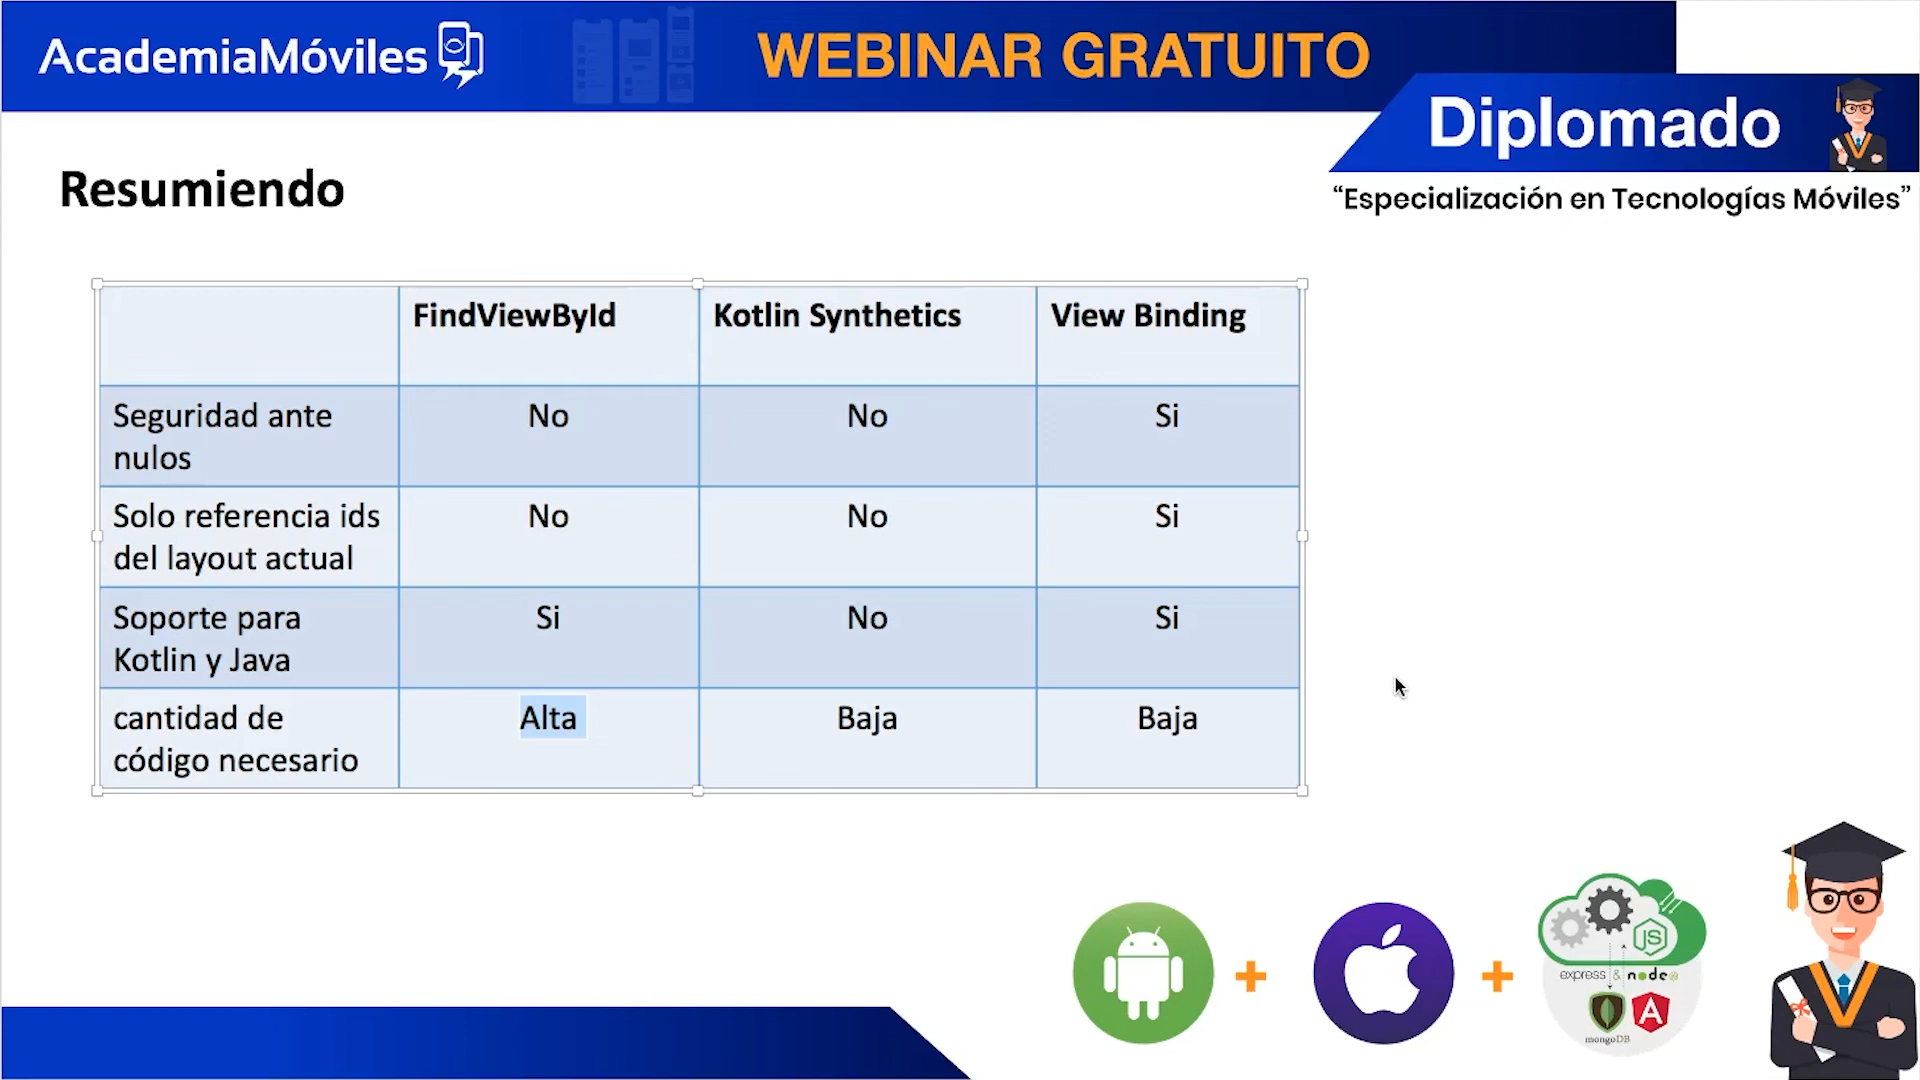 AcademiaMóviles
WEBINAR GRATUITO
Diplomado
“Especialización en Tecnologías Móviles”
Resumiendo
FindViewById
Kotlin Synthetics
View Binding
Seguridad ante
nulos
No
No
Si
Solo referencia ids
del layout actual
No
No
Si
Soporte para
Kotlin y Java
Si
No
Si
cantidad de
código necesario
Alta
Baja
Baja
JS
express & node
mongoDB
A